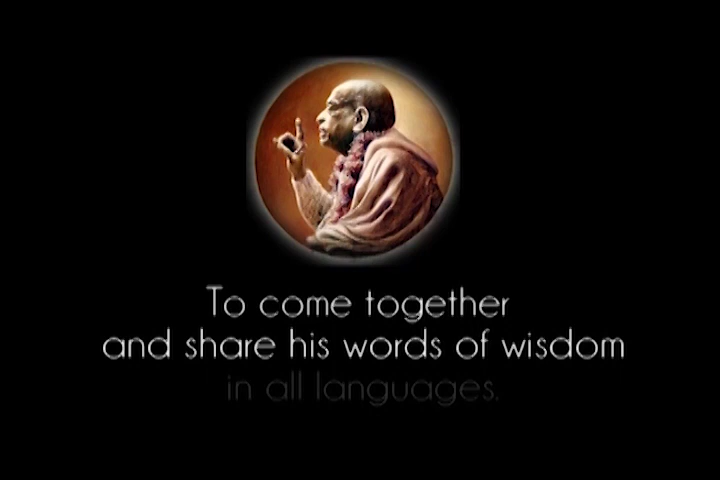 To come together
and share his words of wisdom
in all languages.